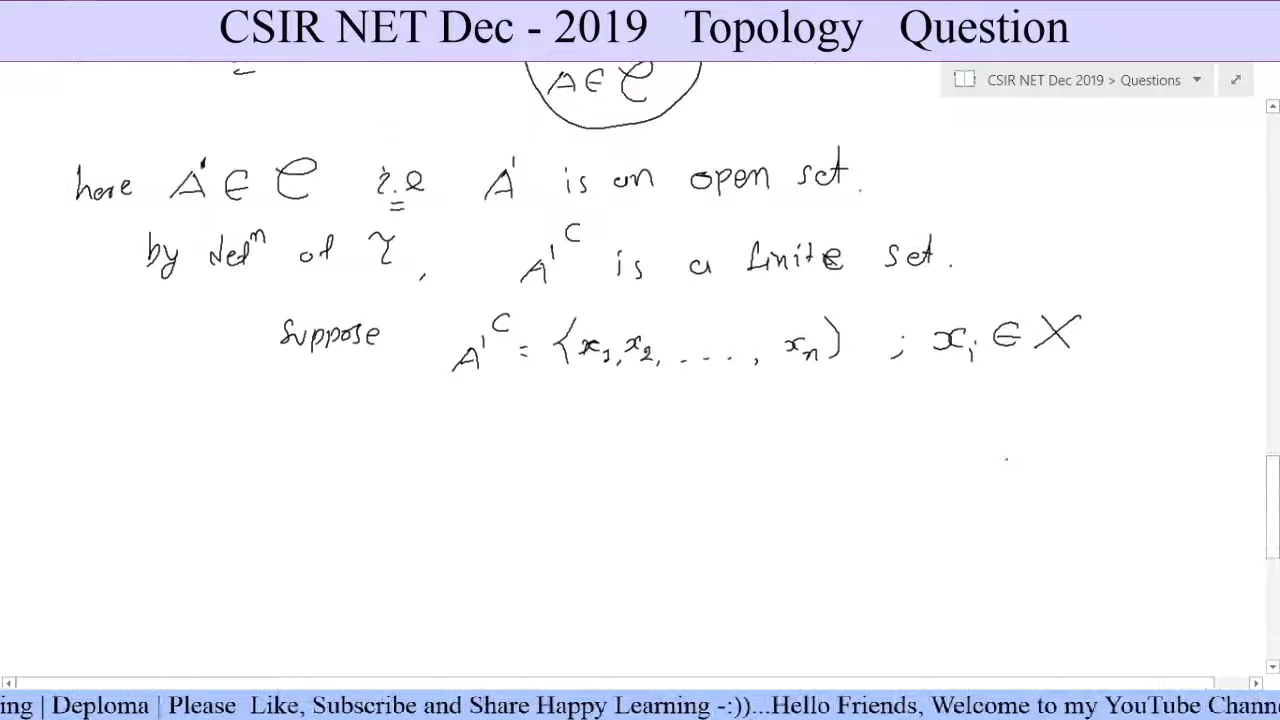 CSIR NET Dec - 2019 Topology Question
A ∈ 𝒞
CSIR NET Dec 2019 > Questions
here A' ∈ 𝒞 i.e A' is an open set.
by defⁿ of τ, A'ᶜ is a finite set.
Suppose A'ᶜ = {x₁, x₂, ...., xₙ} ; xᵢ ∈ X
ing | Deploma | Please Like, Subscribe and Share Happy Learning -:))...Hello Friends, Welcome to my YouTube Chann